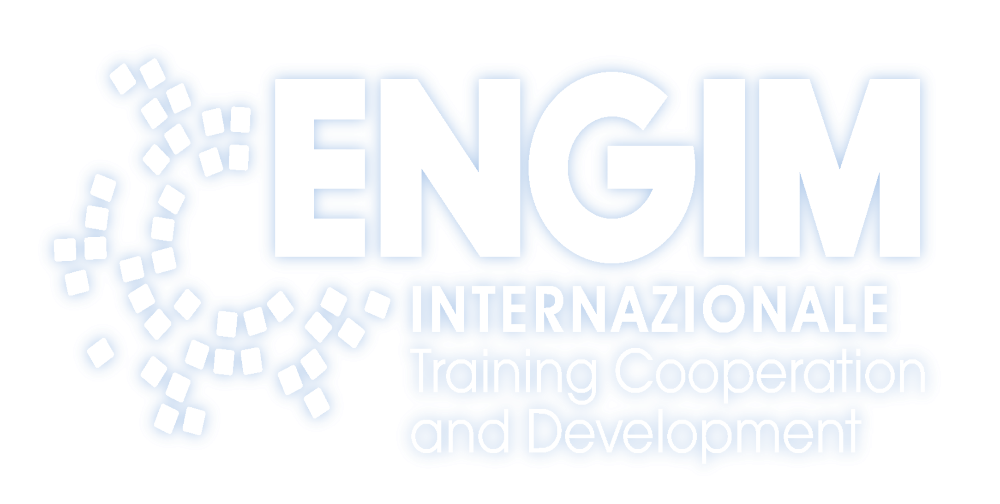 ENGIM
INTERNAZIONALE
Training Cooperation
and Development